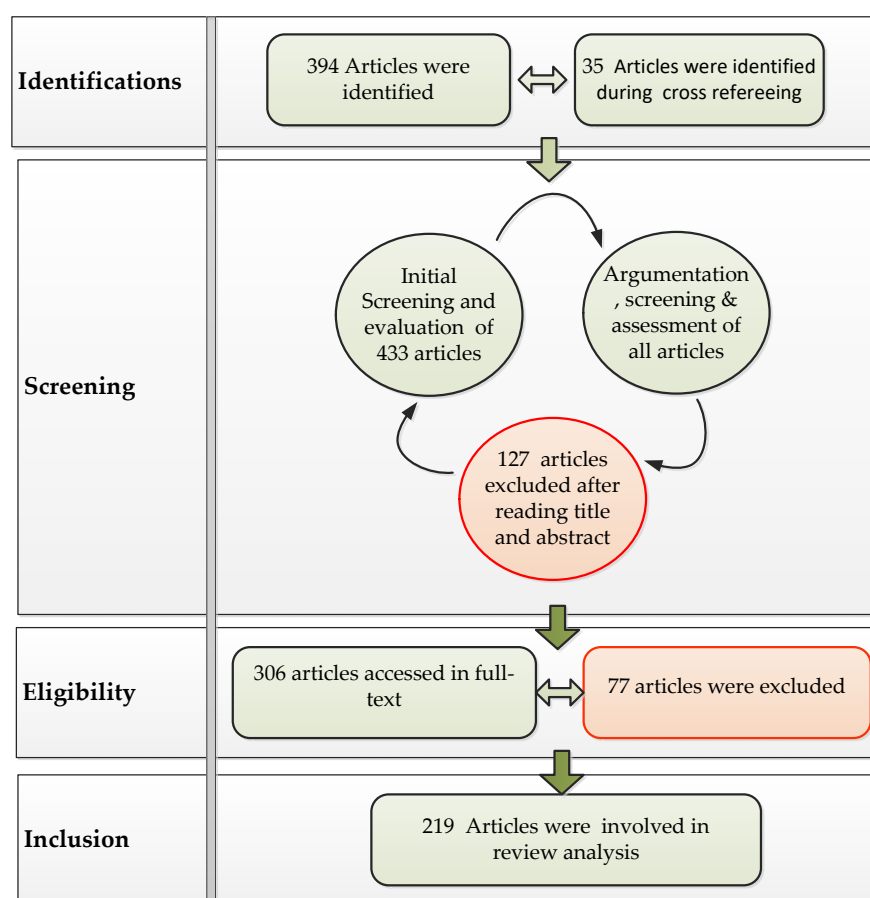 Identifications
394 Articles were
identified
35 Articles were identified
during cross refereeing
Screening
Initial
Screening and
evaluation of
433 articles
Argumentation
, screening &
assessment of
all articles
127 articles
excluded after
reading title
and abstract
Eligibility
306 articles accessed in full-
text
77 articles were excluded
Inclusion
219 Articles were involved in
review analysis